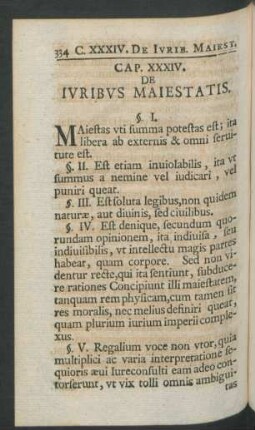 334 C. XXXIV. DE IVRIB. MAIEST.
CAP. XXXIV.
DE
IVRIBVS MAIESTATIS.
§. I.
MAiestas vti summa potestas est; ita
libera ab externis & omni serui-
tute est.
§. II. Est etiam inuiolabilis, ita vt
summus a nemine vel iudicari, vel
puniri queat.
§. III. Est soluta legibus, non quidem
naturæ, aut diuinis, sed ciuilibus.
§. IV. Est denique, secundum quo-
rundam opinionem, ita indiuisa, seu
indiuisibilis, vt intellectu magis partes
habeat, quam corpore. Sed non vi-
dentur recte, qui ita sentiunt, subduce-
re rationes Concipiunt illi maiestatem,
tanquam rem physicam, cum tamen sit
res moralis, nec melius definiri queat,
quam plurium iurium imperii comple-
xus.
§. V. Regalium voce non vtor, quia
multiplici ac varia interpretatione se-
quioris æui Iureconsulti eam adeo con-
torserunt, vt vix tolli omnis ambigui-
tas